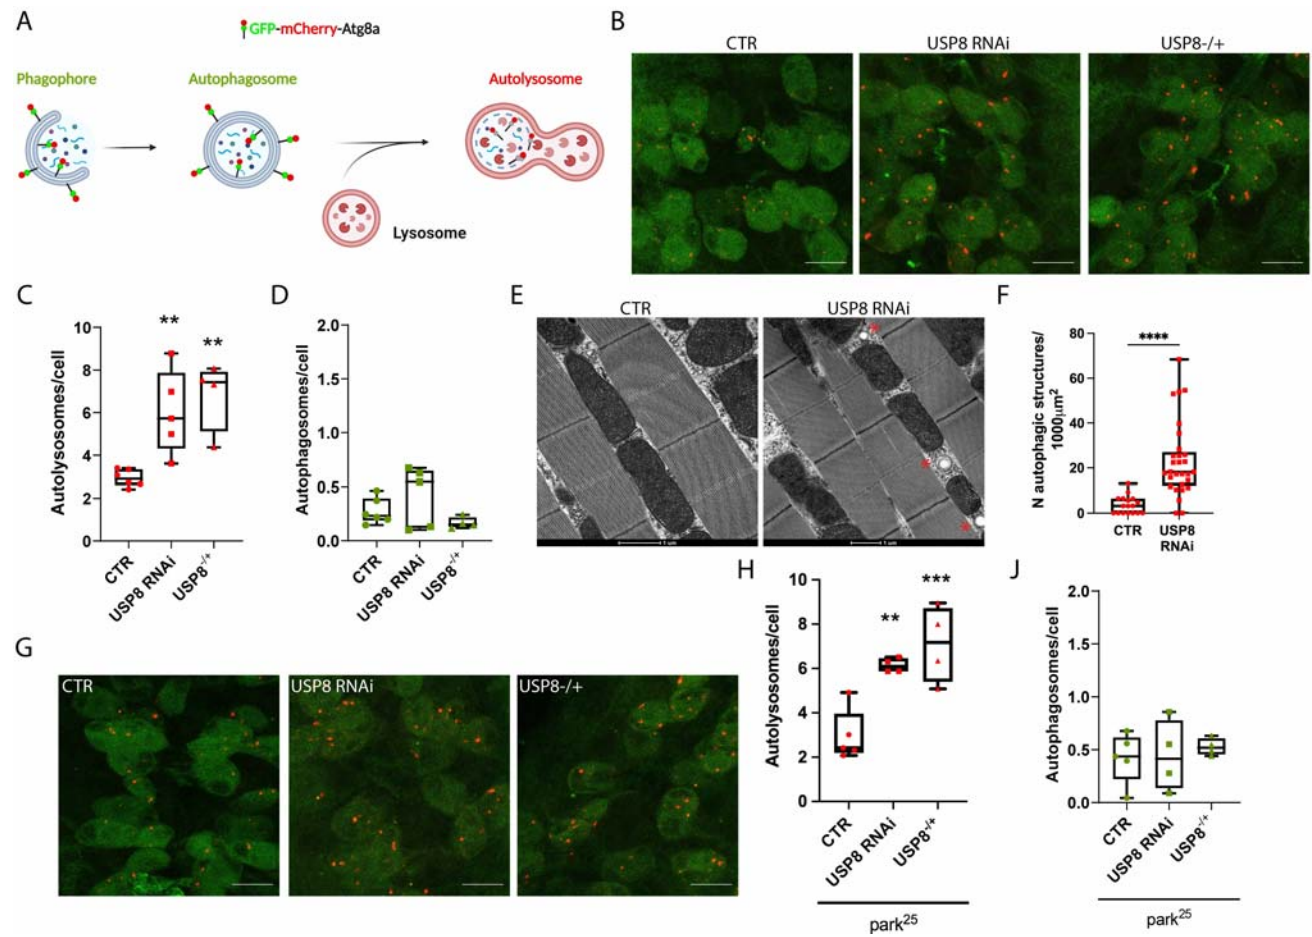 A
GFP-mCherry-Atg8a
Phagophore
Autophagosome
Autolysosome
Lysosome
B
CTR
USP8 RNAi
USP8-/+
C
Autolysosomes/cell
10
8
6
4
2
0
**
**
CTR
USP8 RNAi
USP8-/+
D
Autophagosomes/cell
2.0
1.5
1.0
0.5
0.0
CTR
USP8 RNAi
USP8-/+
E
CTR
USP8 RNAi
*
*
*
1 um
1 um
F
N autophagic structures/
1000μm2
80
60
40
20
0
****
CTR
USP8
RNAi
G
CTR
USP8 RNAi
USP8-/+
H
Autolysosomes/cell
10
8
6
4
2
0
**
***
CTR
USP8 RNAi
USP8-/+
park25
J
Autophagosomes/cell
2.0
1.5
1.0
0.5
0.0
CTR
USP8 RNAi
USP8-/+
park25